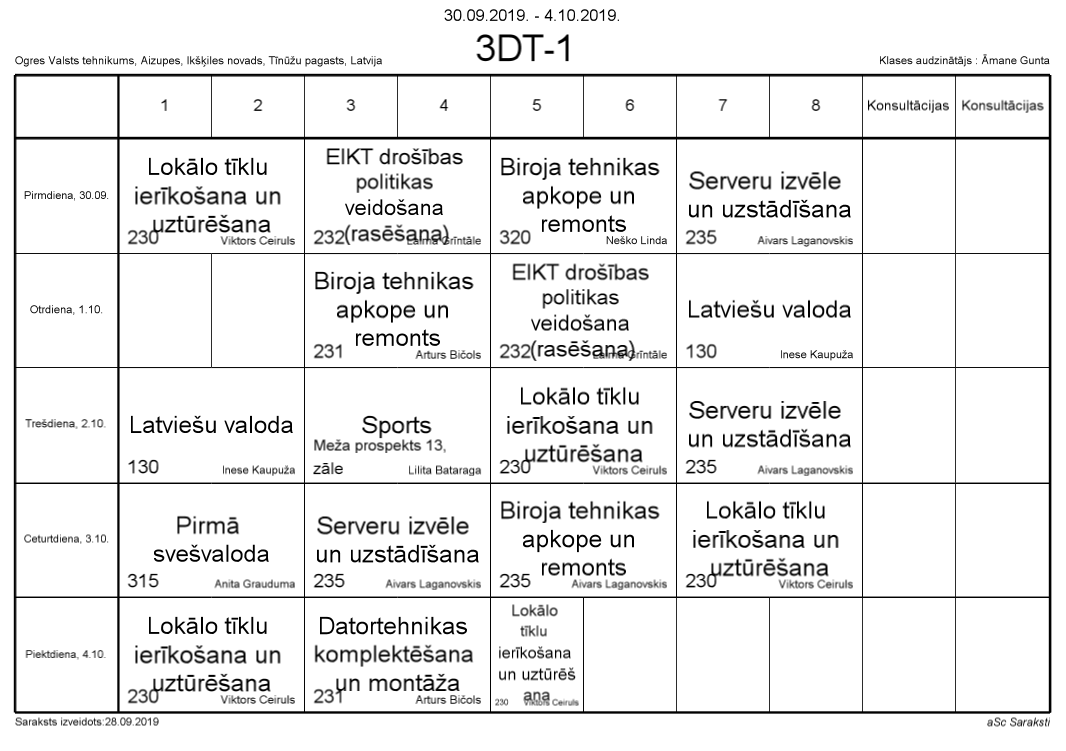 30.09.2019. - 4.10.2019.
3DT-1
Ogres Valsts tehnikums, Aizupes, Ikšķiles novads, Tīnūžu pagasts, Latvija
Klases audzinātājs : Āmane Gunta
1 2 3 4 5 6 7 8 Konsultācijas Konsultācijas
Pirmdiena, 30.09.
Lokālo tīklu
ierīkošana un
uztūrēšana
230 Viktors Ceiruls
EIKT drošības
politikas
veidošana
(rasēšana)
232 Laima Grīntāle
Biroja tehnikas
apkope un
remonts
320 Neško Linda
Serveru izvēle
un uzstādīšana
235 Aivars Laganovskis
Otrdiena, 1.10.
Biroja tehnikas
apkope un
remonts
231 Arturs Bičols
EIKT drošības
politikas
veidošana
(rasēšana)
232 Laima Grīntāle
Latviešu valoda
130 Inese Kaupuža
Trešdiena, 2.10.
Latviešu valoda
130 Inese Kaupuža
Sports
Meža prospekts 13,
zāle Lilita Bataraga
Lokālo tīklu
ierīkošana un
uztūrēšana
230 Viktors Ceiruls
Serveru izvēle
un uzstādīšana
235 Aivars Laganovskis
Ceturtdiena, 3.10.
Pirmā
svešvaloda
315 Anita Grauduma
Serveru izvēle
un uzstādīšana
235 Aivars Laganovskis
Biroja tehnikas
apkope un
remonts
235 Aivars Laganovskis
Lokālo tīklu
ierīkošana un
uztūrēšana
230 Viktors Ceiruls
Piektdiena, 4.10.
Lokālo tīklu
ierīkošana un
uztūrēšana
230 Viktors Ceiruls
Datortehnikas
komplektēšana
un montāža
231 Arturs Bičols
Lokālo
tīklu
ierīkošana
un uztūrēš
ana
230 Viktors Ceiruls
Saraksts izveidots:28.09.2019
aSc Saraksti